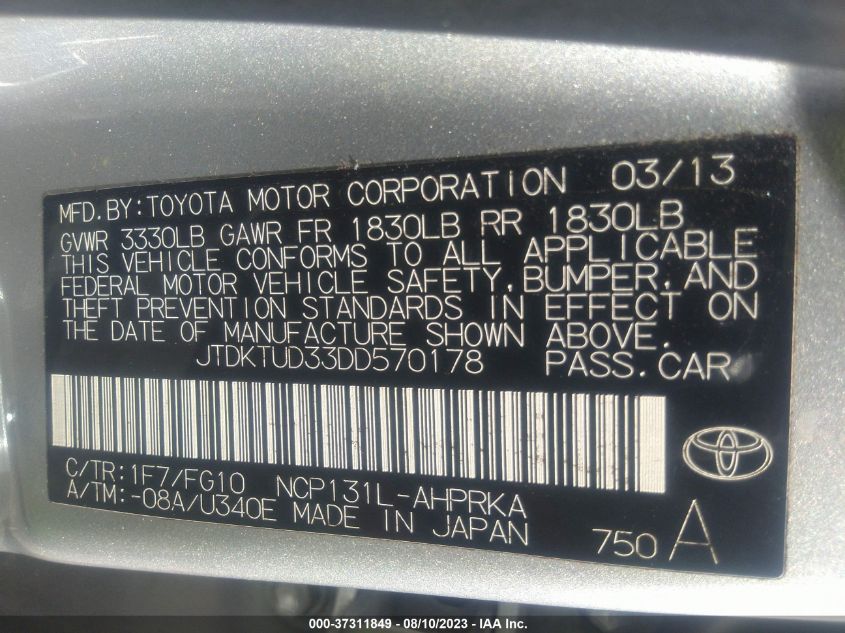 MFD.BY:TOYOTA MOTOR CORPORATION 03/13
GVWR 3330LB GAWR FR 1830LB RR 1830LB
THIS VEHICLE CONFORMS TO ALL APPLICABLE
FEDERAL MOTOR VEHICLE SAFETY,BUMPER,AND
THEFT PREVENTION STANDARDS IN EFFECT ON
THE DATE OF MANUFACTURE SHOWN ABOVE.
JTDKTUD33DD570178 PASS.CAR
C/TR:1F7/FG10 NCP131L-AHPRKA
A/TM:-08A/U340E MADE IN JAPAN 750 A
000-37311849 - 08/10/2023 - Copyright © IAA Inc.